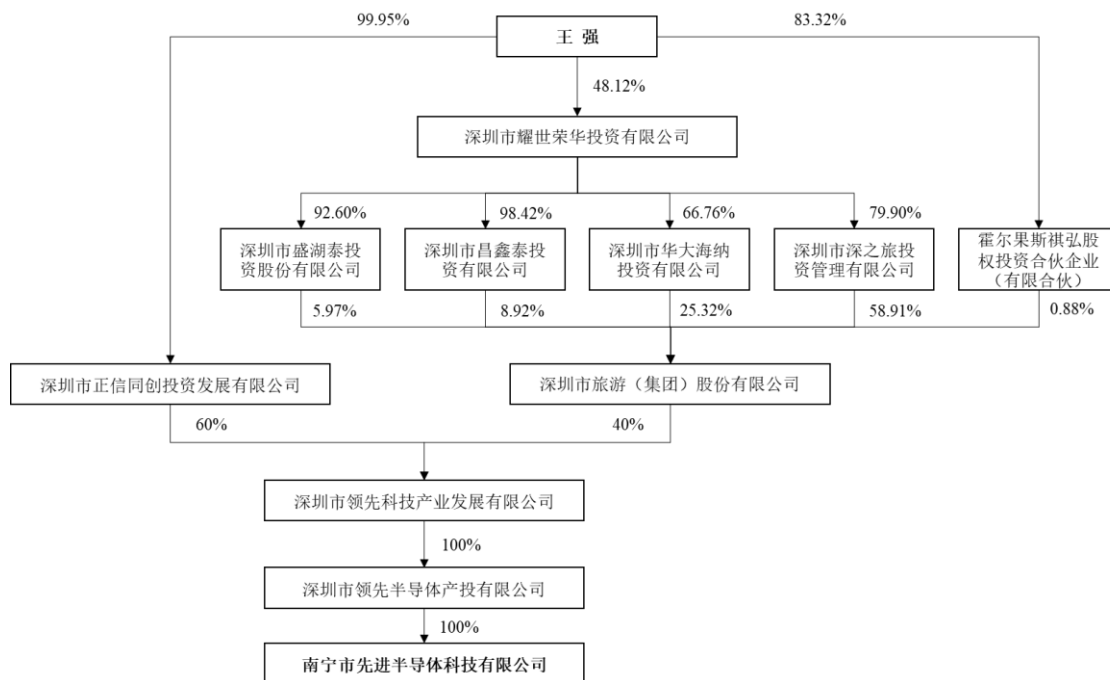 99.95%
83.32%
王 强
48.12%
深圳市耀世荣华投资有限公司
92.60%
98.42%
66.76%
79.90%
深圳市盛湖泰投
资股份有限公司
深圳市昌鑫泰投
资有限公司
深圳市华大海纳
投资有限公司
深圳市深之旅投
资管理有限公司
霍尔果斯祺弘股
权投资合伙企业
（有限合伙）
5.97%
8.92%
25.32%
58.91%
0.88%
深圳市正信同创投资发展有限公司
深圳市旅游（集团）股份有限公司
60%
40%
深圳市领先科技产业发展有限公司
100%
深圳市领先半导体产投有限公司
100%
南宁市先进半导体科技有限公司